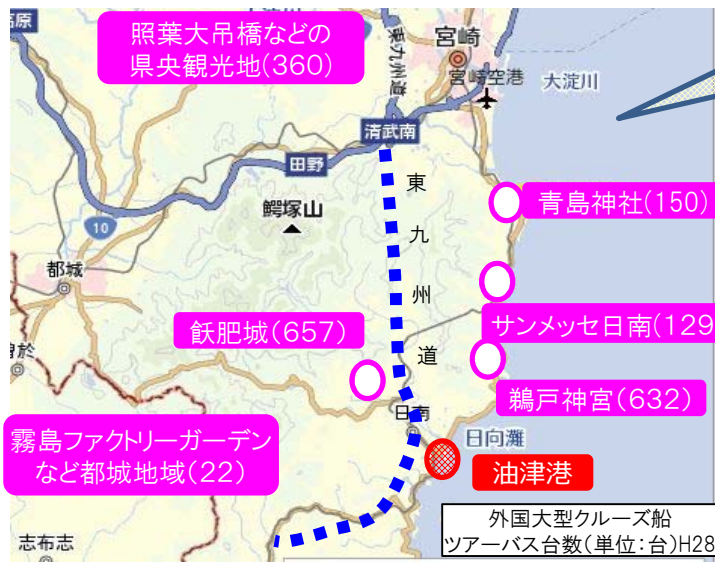 照葉大吊橋などの
県央観光地(360)
東九州道
宮崎
宮崎空港
大淀川
清武南
田野
鰐塚山
10
都城
東九州道
青島神社(150)
サンメッセ日南(129
飫肥城(657)
鵜戸神宮(632)
日南
日向灘
油津港
霧島ファクトリーガーデン
など都城地域(22)
志布志
外国大型クルーズ船
ツアーバス台数(単位:台)H28